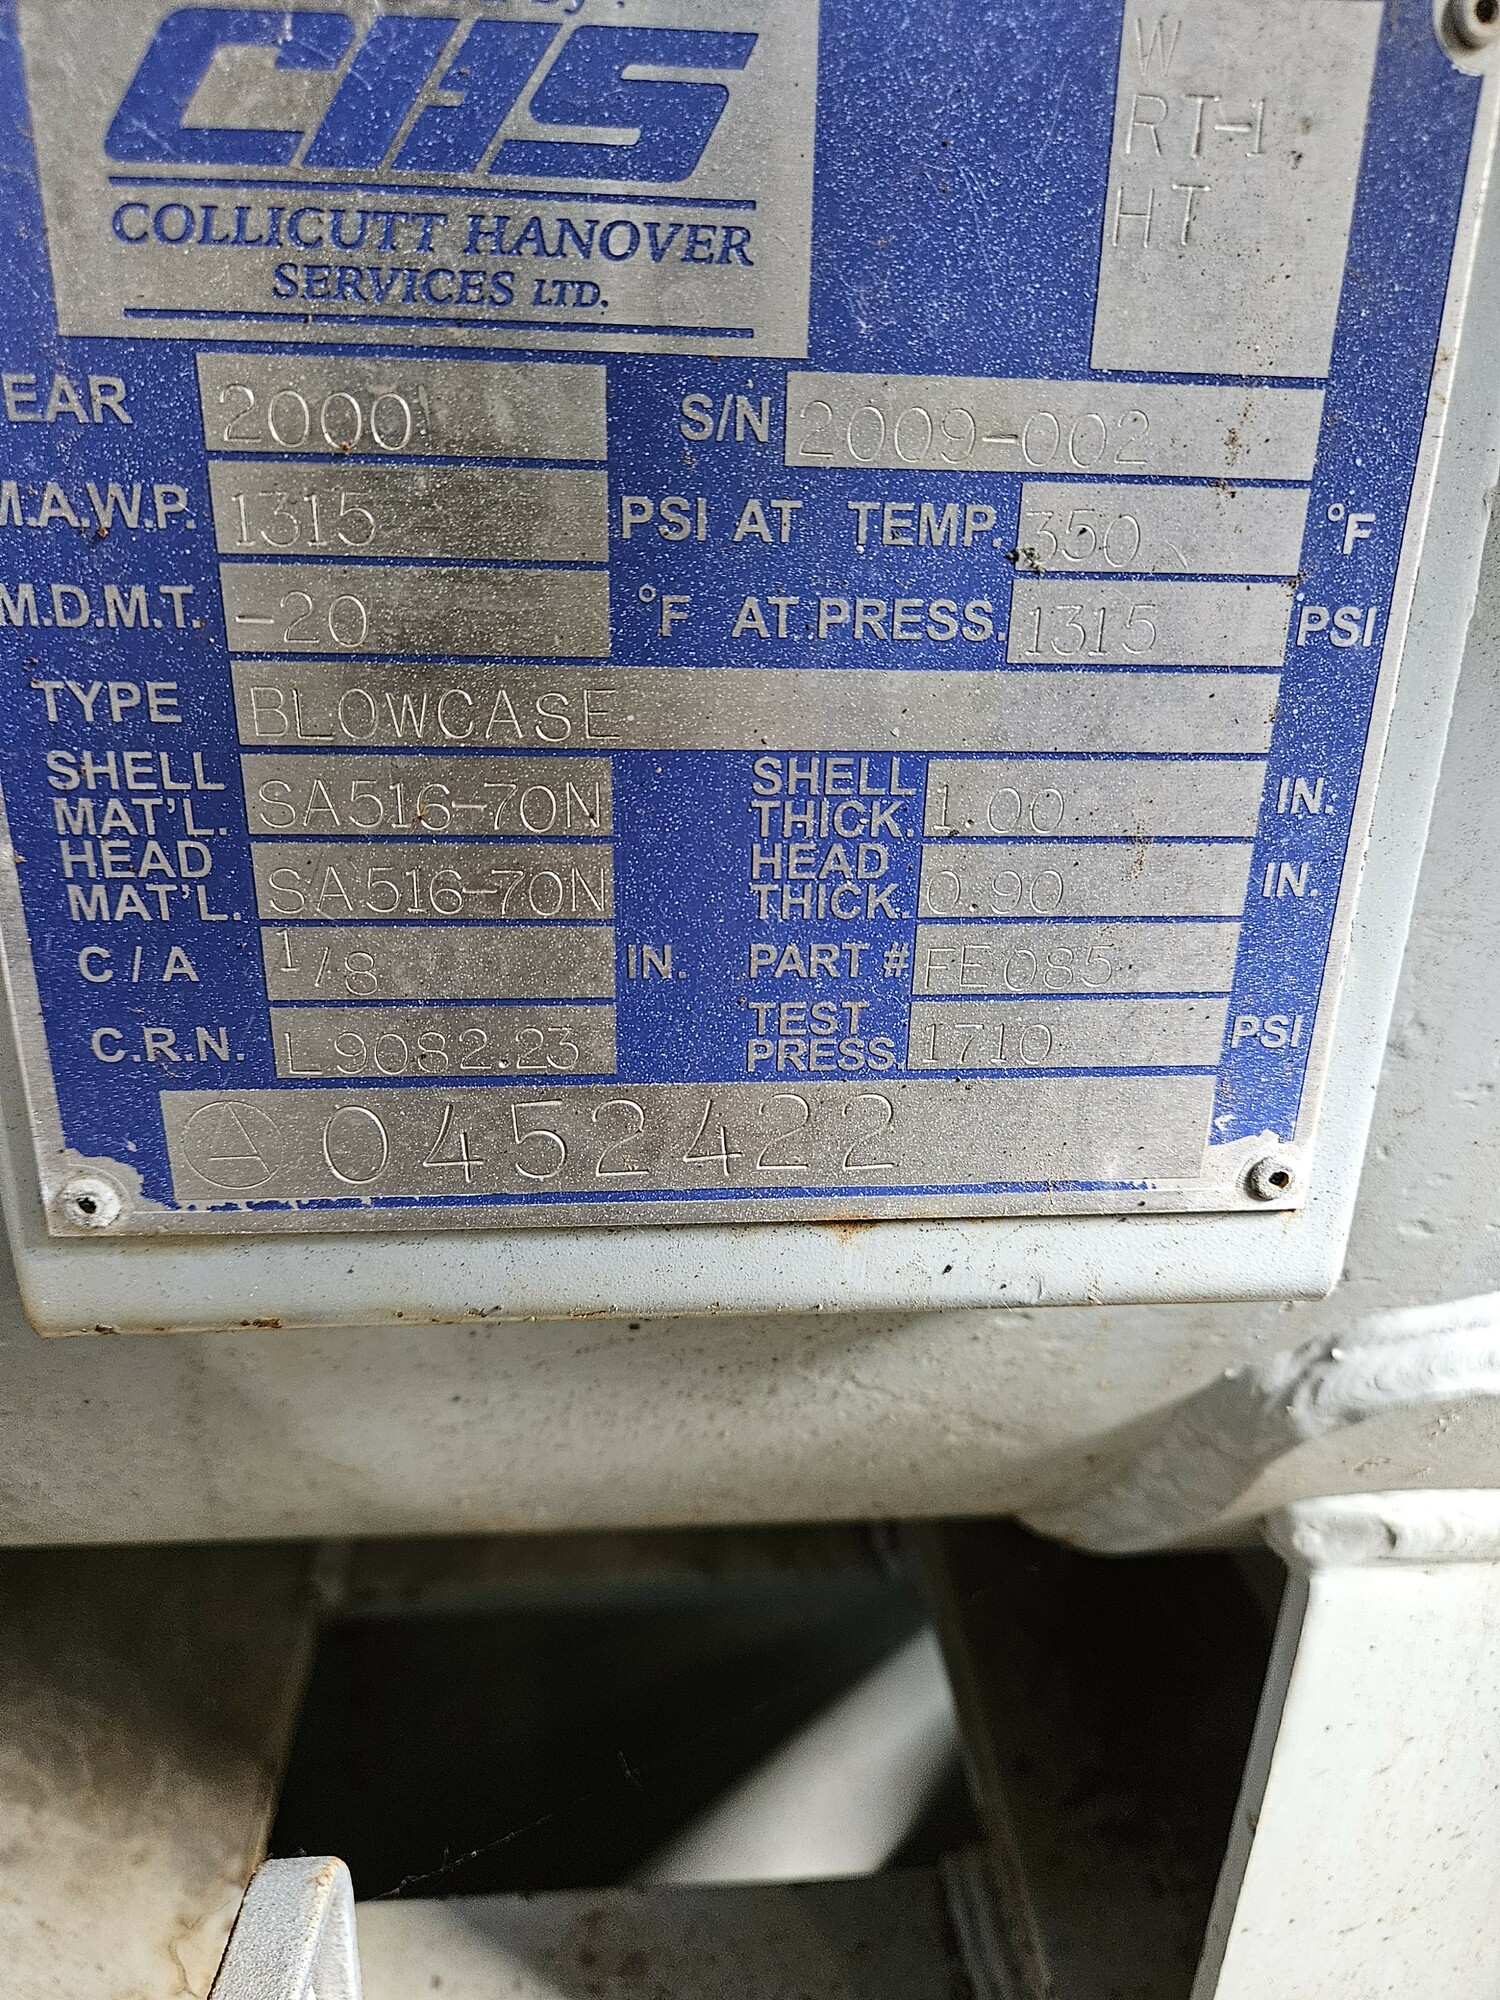 CHS
W
RT-1
HT
COLLICUTT HANOVER
SERVICES LTD.
EAR 2000 S/N 2009-002
M.A.W.P. 1315 PSI AT TEMP. 350 °F
M.D.M.T. -20 °F AT PRESS. 1315 PSI
TYPE BLOWCASE
SHELL MAT'L. SA516-70N SHELL THICK. 1.00 IN.
HEAD MAT'L. SA516-70N HEAD THICK. 0.90 IN.
C/A 1/8 IN. PART # FE085
C.R.N. L9082.23 TEST PRESS. 1710 PSI
A 0452422